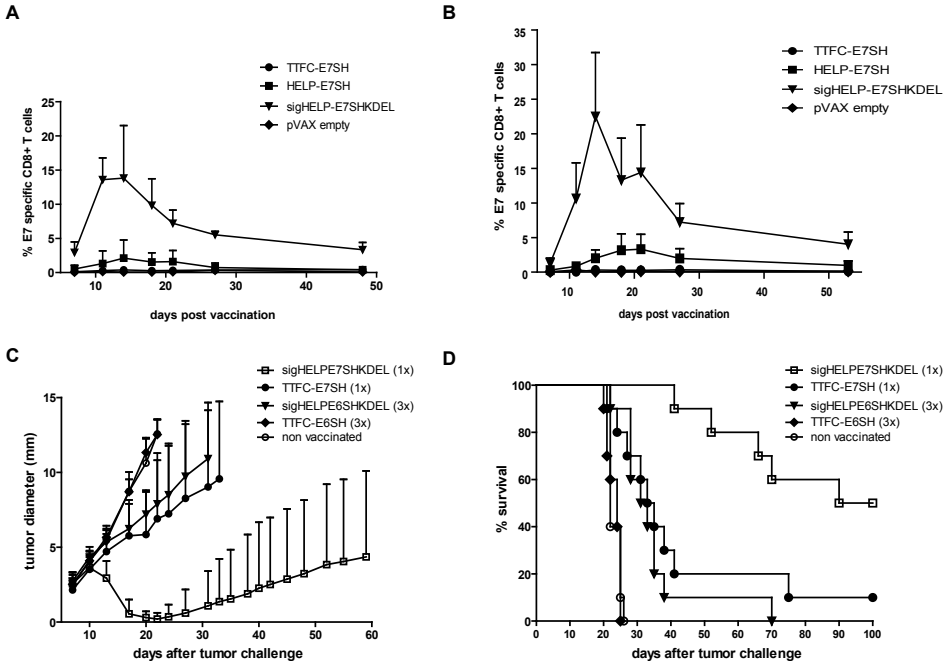 A
TTFC-E7SH
HELP-E7SH
sigHELP-E7SHKDEL
pVAX empty
% E7 specific CD8+ T cells
25
20
15
10
5
0
10 20 30 40 50
days post vaccination
B
TTFC-E7SH
HELP-E7SH
sigHELP-E7SHKDEL
pVAX empty
% E7 specific CD8+ T cells
35
30
25
20
15
10
5
0
10 20 30 40 50
days post vaccination
C
sigHELPE7SHKDEL (1x)
TTFC-E7SH (1x)
sigHELPE6SHKDEL (3x)
TTFC-E6SH (3x)
non vaccinated
tumor diameter (mm)
15
10
5
0
10 20 30 40 50 59
days after tumor challenge
D
sigHELPE7SHKDEL (1x)
TTFC-E7SH (1x)
sigHELPE6SHKDEL (3x)
TTFC-E6SH (3x)
non vaccinated
% survival
100
80
60
40
20
0
0 10 20 30 40 50 60 70 80 90 100
days after tumor challenge